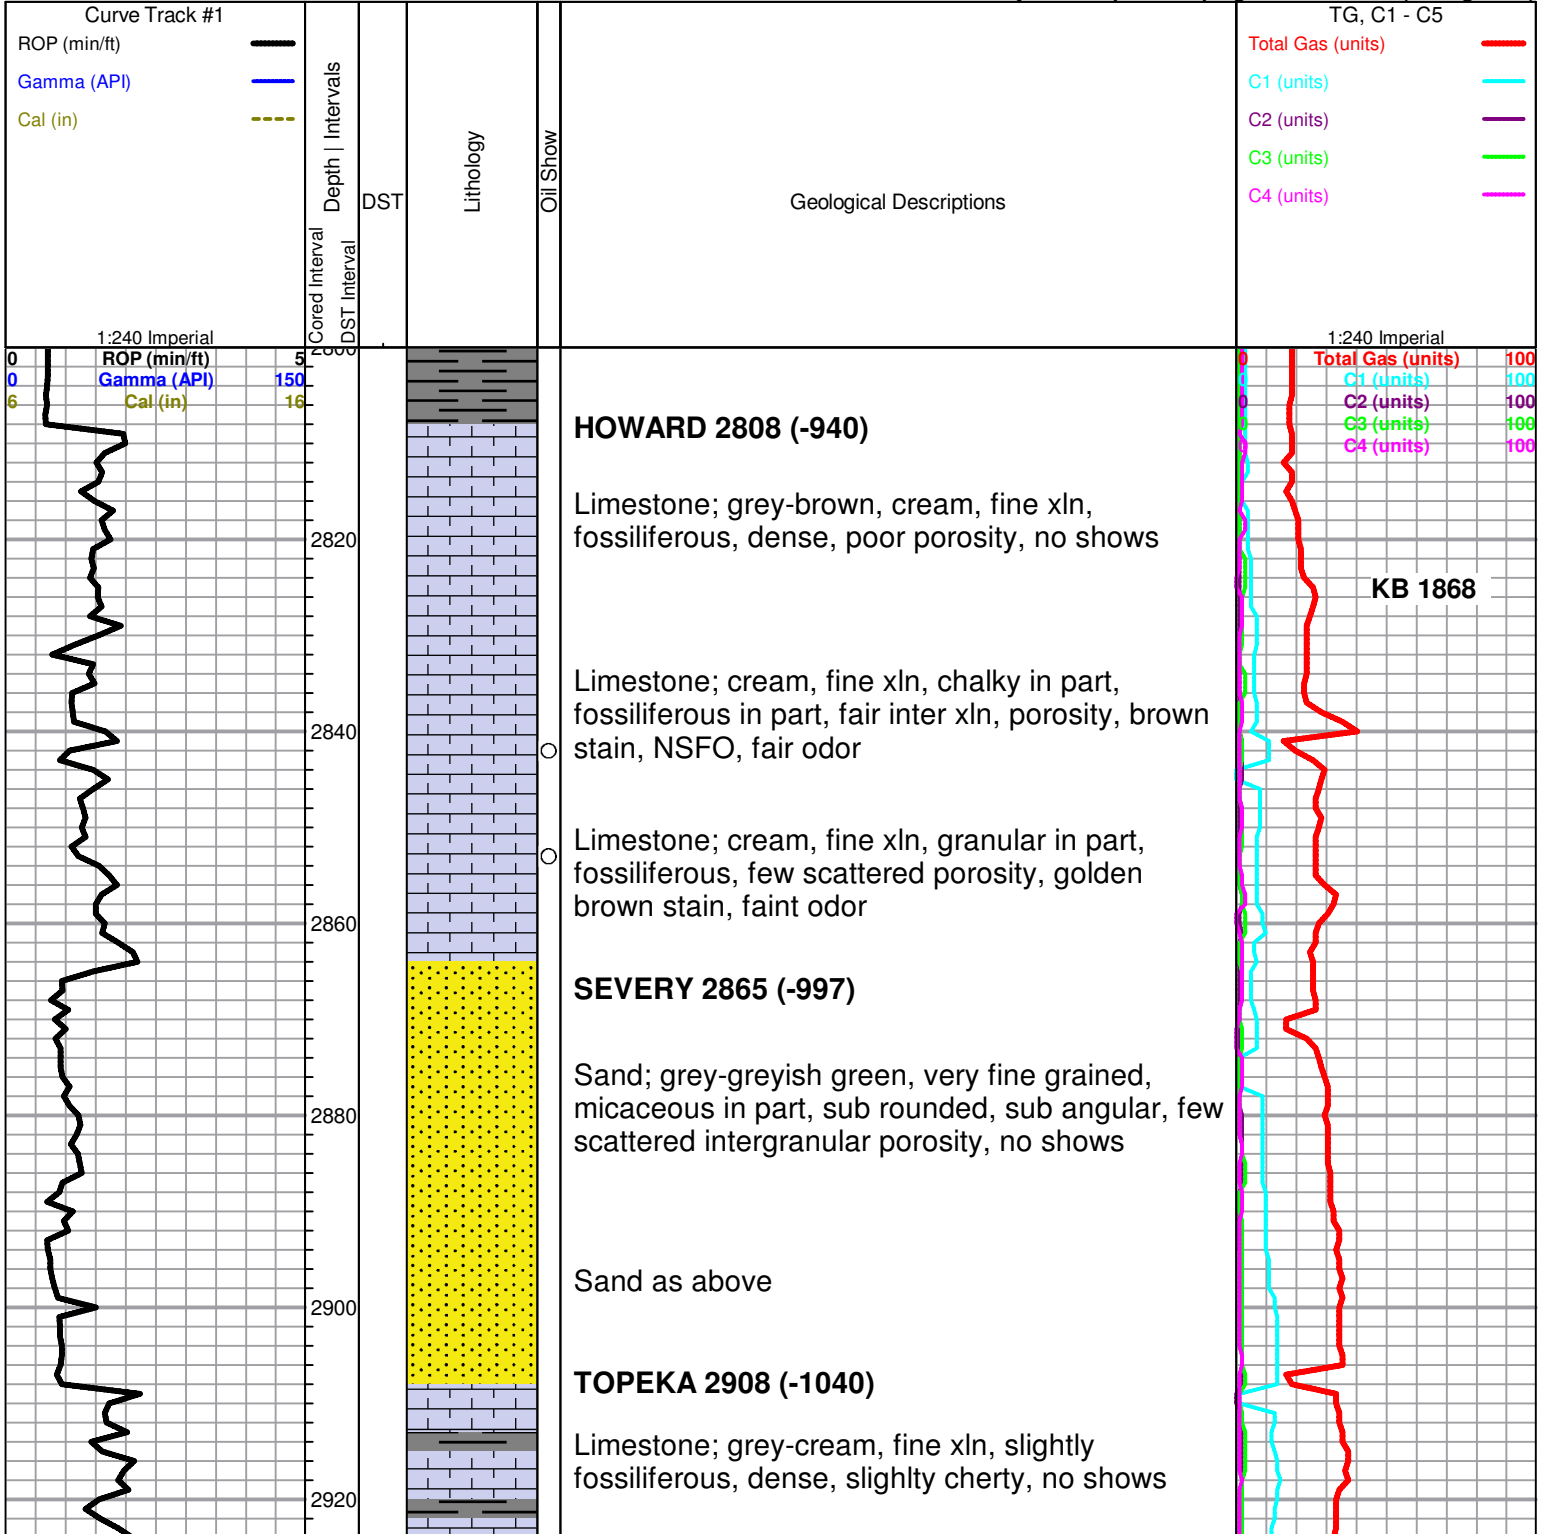 Curve Track #1
ROP (min/ft)
Gamma (API)
Cal (in)
1:240 Imperial
Depth | Intervals
Cored Interval
DST Interval
DST
Lithology
Oil Show
Geological Descriptions
TG, C1 - C5
Total Gas (units)
C1 (units)
C2 (units)
C3 (units)
C4 (units)
1:240 Imperial
0 ROP (min/ft) 5
0 Gamma (API) 150
6 Cal (in) 16
2800
0 Total Gas (units) 100
C1 (units) 100
0 C2 (units) 100
0 C3 (units) 100
0 C4 (units) 100
HOWARD 2808 (-940)
Limestone; grey-brown, cream, fine xln,
fossiliferous, dense, poor porosity, no shows
2820
KB 1868
Limestone; cream, fine xln, chalky in part,
fossiliferous in part, fair inter xln, porosity, brown
stain, NSFO, fair odor
2840
Limestone; cream, fine xln, granular in part,
fossiliferous, few scattered porosity, golden
brown stain, faint odor
2860
SEVERY 2865 (-997)
Sand; grey-greyish green, very fine grained,
micaceous in part, sub rounded, sub angular, few
scattered intergranular porosity, no shows
2880
Sand as above
2900
TOPEKA 2908 (-1040)
Limestone; grey-cream, fine xln, slightly
fossiliferous, dense, slighlty cherty, no shows
2920